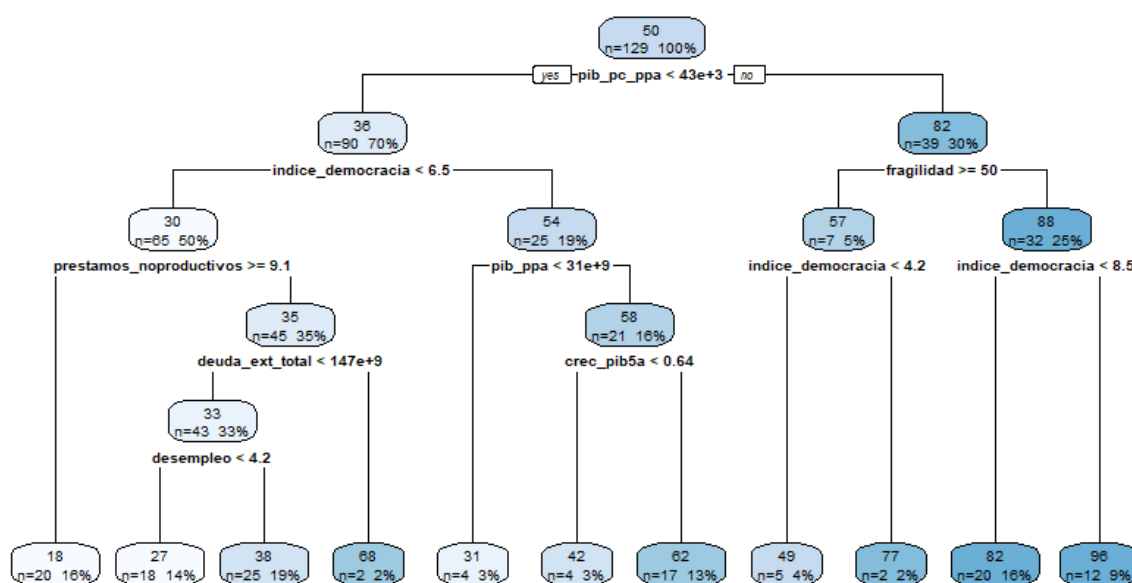 50
n=129 100%
yes pib_pc_ppa < 43e+3 no
36
n=90 70%
82
n=39 30%
indice_democracia < 6.5
fragilidad >= 50
30
n=65 50%
54
n=25 19%
57
n=7 5%
88
n=32 25%
prestamos_noproductivos >= 9.1
pib_ppa < 31e+9
indice_democracia < 4.2
indice_democracia < 8.5
35
n=45 35%
58
n=21 16%
deuda_ext_total < 147e+9
crec_pib5a < 0.64
33
n=43 33%
desempleo < 4.2
18
n=20 16%
27
n=18 14%
38
n=25 19%
68
n=2 2%
31
n=4 3%
42
n=4 3%
62
n=17 13%
49
n=5 4%
77
n=2 2%
82
n=20 16%
96
n=12 9%